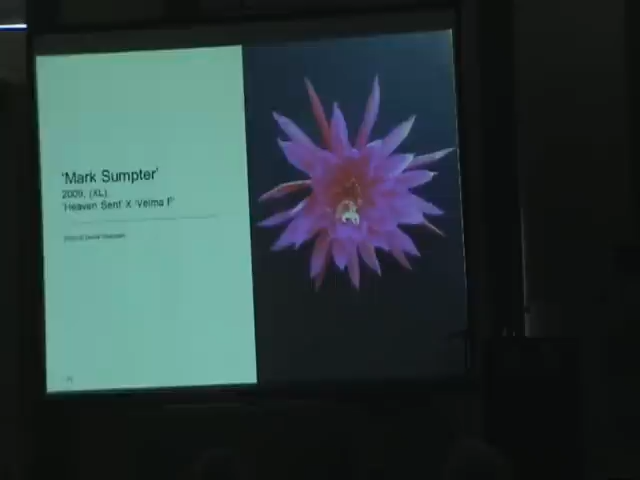 'Mark Sumpter'
2009, (XL)
'Heaven Sent' X 'Velma F'